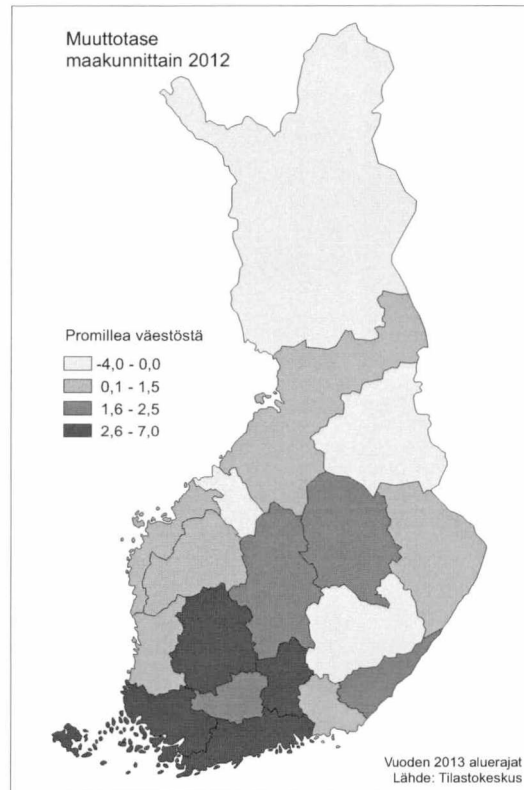 Muuttotase
maakunnittain 2012
Promillea väestöstä
-4,0 - 0,0
0,1 - 1,5
1,6 - 2,5
2,6 - 7,0
Vuoden 2013 aluerajat
Lähde: Tilastokeskus